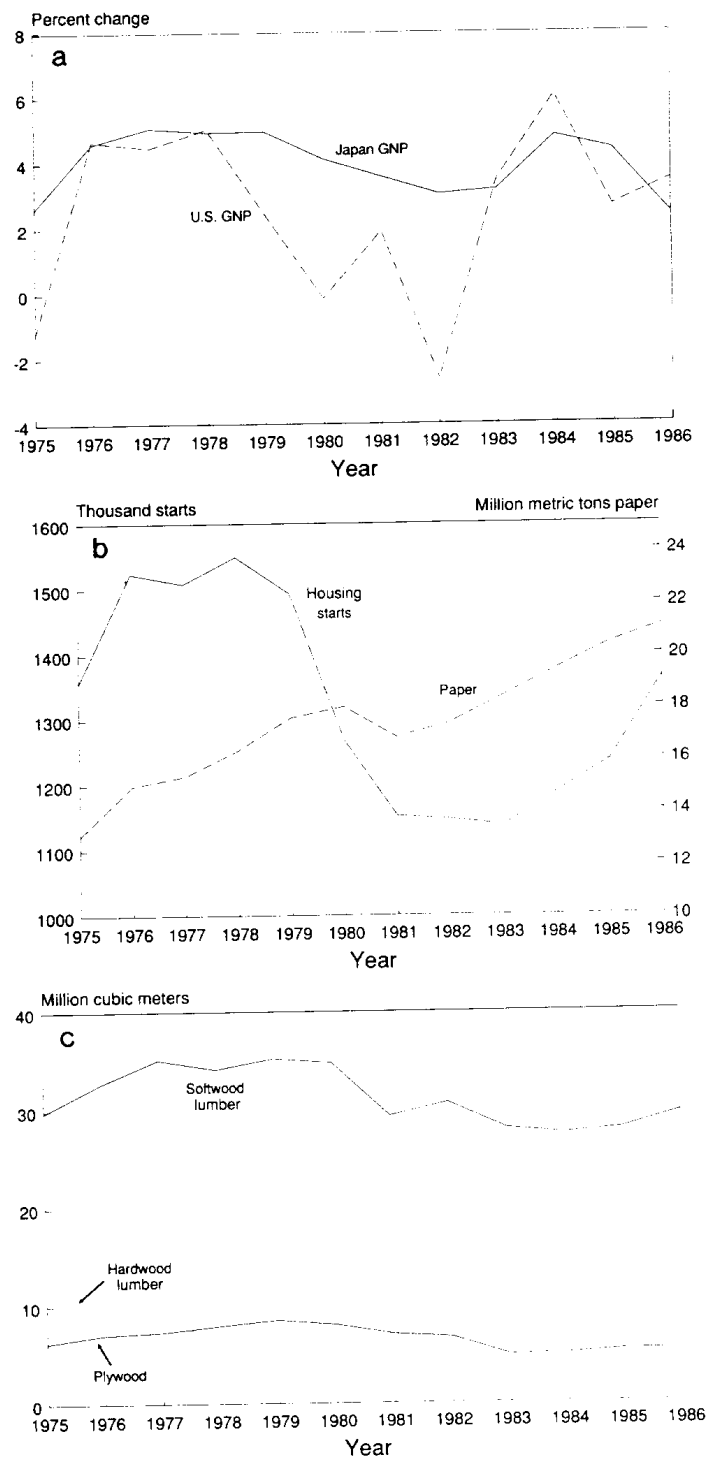 Percent change
8
a
6
4
2
0
-2
-4
Japan GNP
U.S. GNP
1975 1976 1977 1978 1979 1980 1981 1982 1983 1984 1985 1986
Year
Thousand starts
Million metric tons paper
1600
b
1500
1400
1300
1200
1100
1000
Housing
starts
Paper
24
22
20
18
16
14
12
10
1975 1976 1977 1978 1979 1980 1981 1982 1983 1984 1985 1986
Year
Million cubic meters
40
c
30
20
10
0
Softwood
lumber
Hardwood
lumber
Plywood
1975 1976 1977 1978 1979 1980 1981 1982 1983 1984 1985 1986
Year